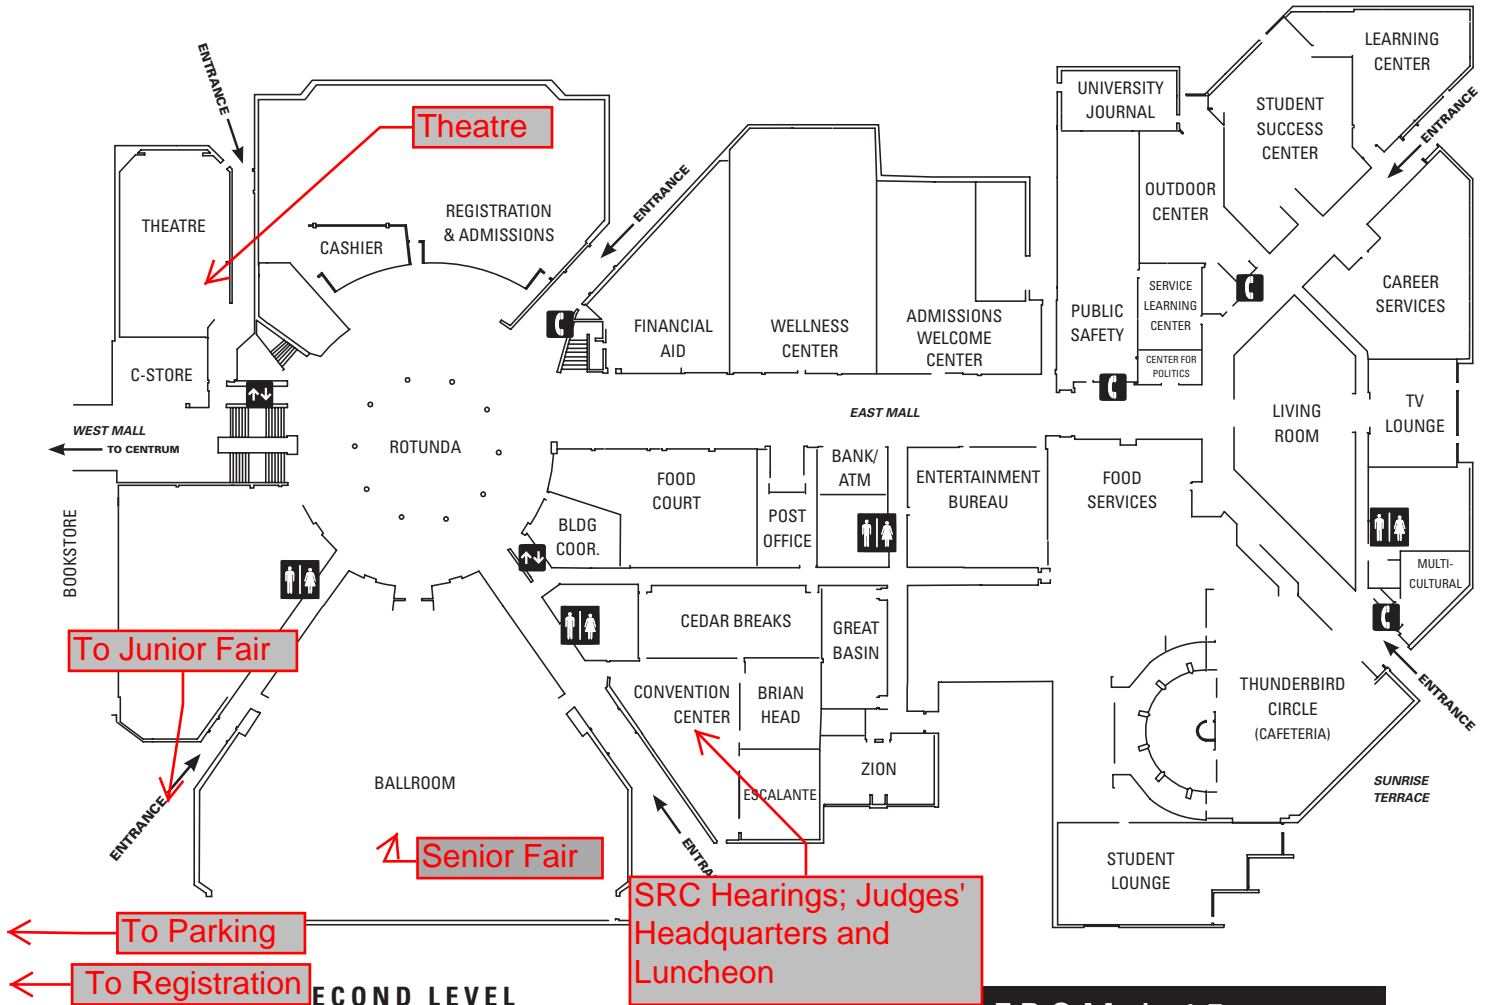 LEARNING
CENTER
ENTRANCE
UNIVERSITY
JOURNAL
STUDENT
SUCCESS
CENTER
ENTRANCE
Theatre
ENTRANCE
OUTDOOR
CENTER
THEATRE
REGISTRATION
& ADMISSIONS
CASHIER
CAREER
SERVICES
SERVICE
LEARNING
CENTER
PUBLIC
SAFETY
FINANCIAL
AID
WELLNESS
CENTER
ADMISSIONS
WELCOME
CENTER
CENTER FOR
POLITICS
C-STORE
EAST MALL
LIVING
ROOM
TV
LOUNGE
WEST MALL
TO CENTRUM
ROTUNDA
FOOD
COURT
BANK/
ATM
ENTERTAINMENT
BUREAU
FOOD
SERVICES
BLDG
COOR.
POST
OFFICE
BOOKSTORE
MULTI-
CULTURAL
CEDAR BREAKS
GREAT
BASIN
To Junior Fair
CONVENTION
CENTER
BRIAN
HEAD
THUNDERBIRD
CIRCLE
(CAFETERIA)
ENTRANCE
ZION
SUNRISE
TERRACE
BALLROOM
ESCALANTE
ENTRANCE
Senior Fair
STUDENT
LOUNGE
SRC Hearings; Judges'
Headquarters and
Luncheon
To Parking
To Registration
ECOND LEVEL